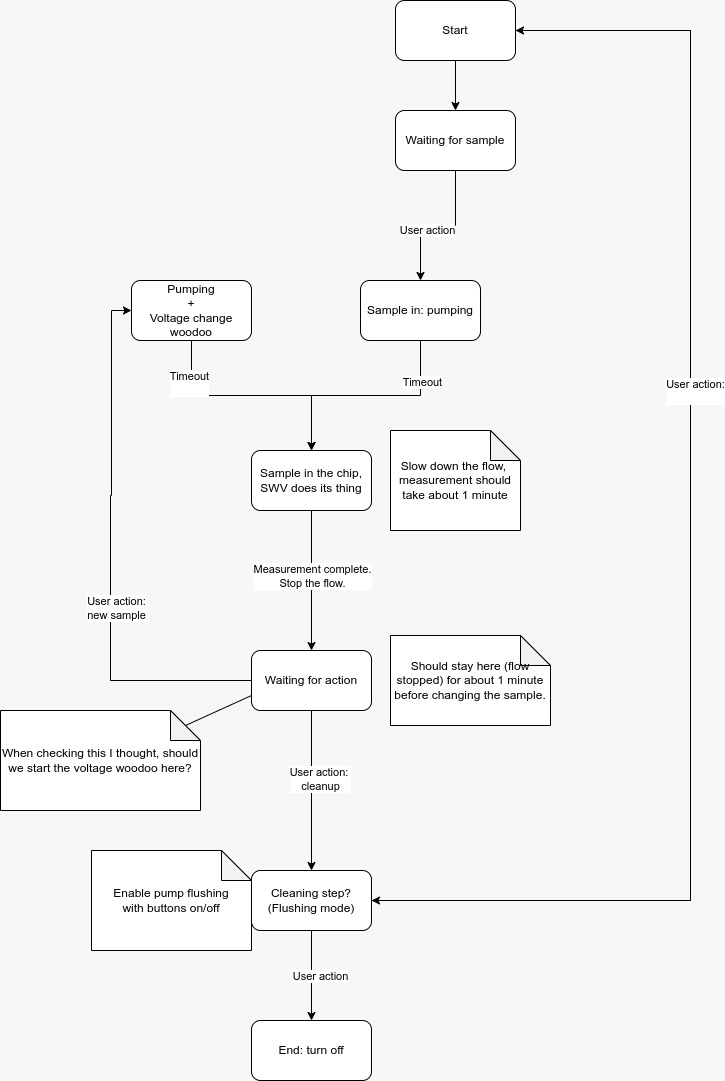 Start
Waiting for sample
User action
Pumping
+
Voltage change
woodoo
Sample in: pumping
Timeout
Timeout
User action:
Sample in the chip,
SWV does its thing
Slow down the flow,
measurement should
take about 1 minute
Measurement complete.
Stop the flow.
User action:
new sample
Waiting for action
Should stay here (flow
stopped) for about 1 minute
before changing the sample.
When checking this I thought, should
we start the voltage woodoo here?
User action:
cleanup
Enable pump flushing
with buttons on/off
Cleaning step?
(Flushing mode)
User action
End: turn off